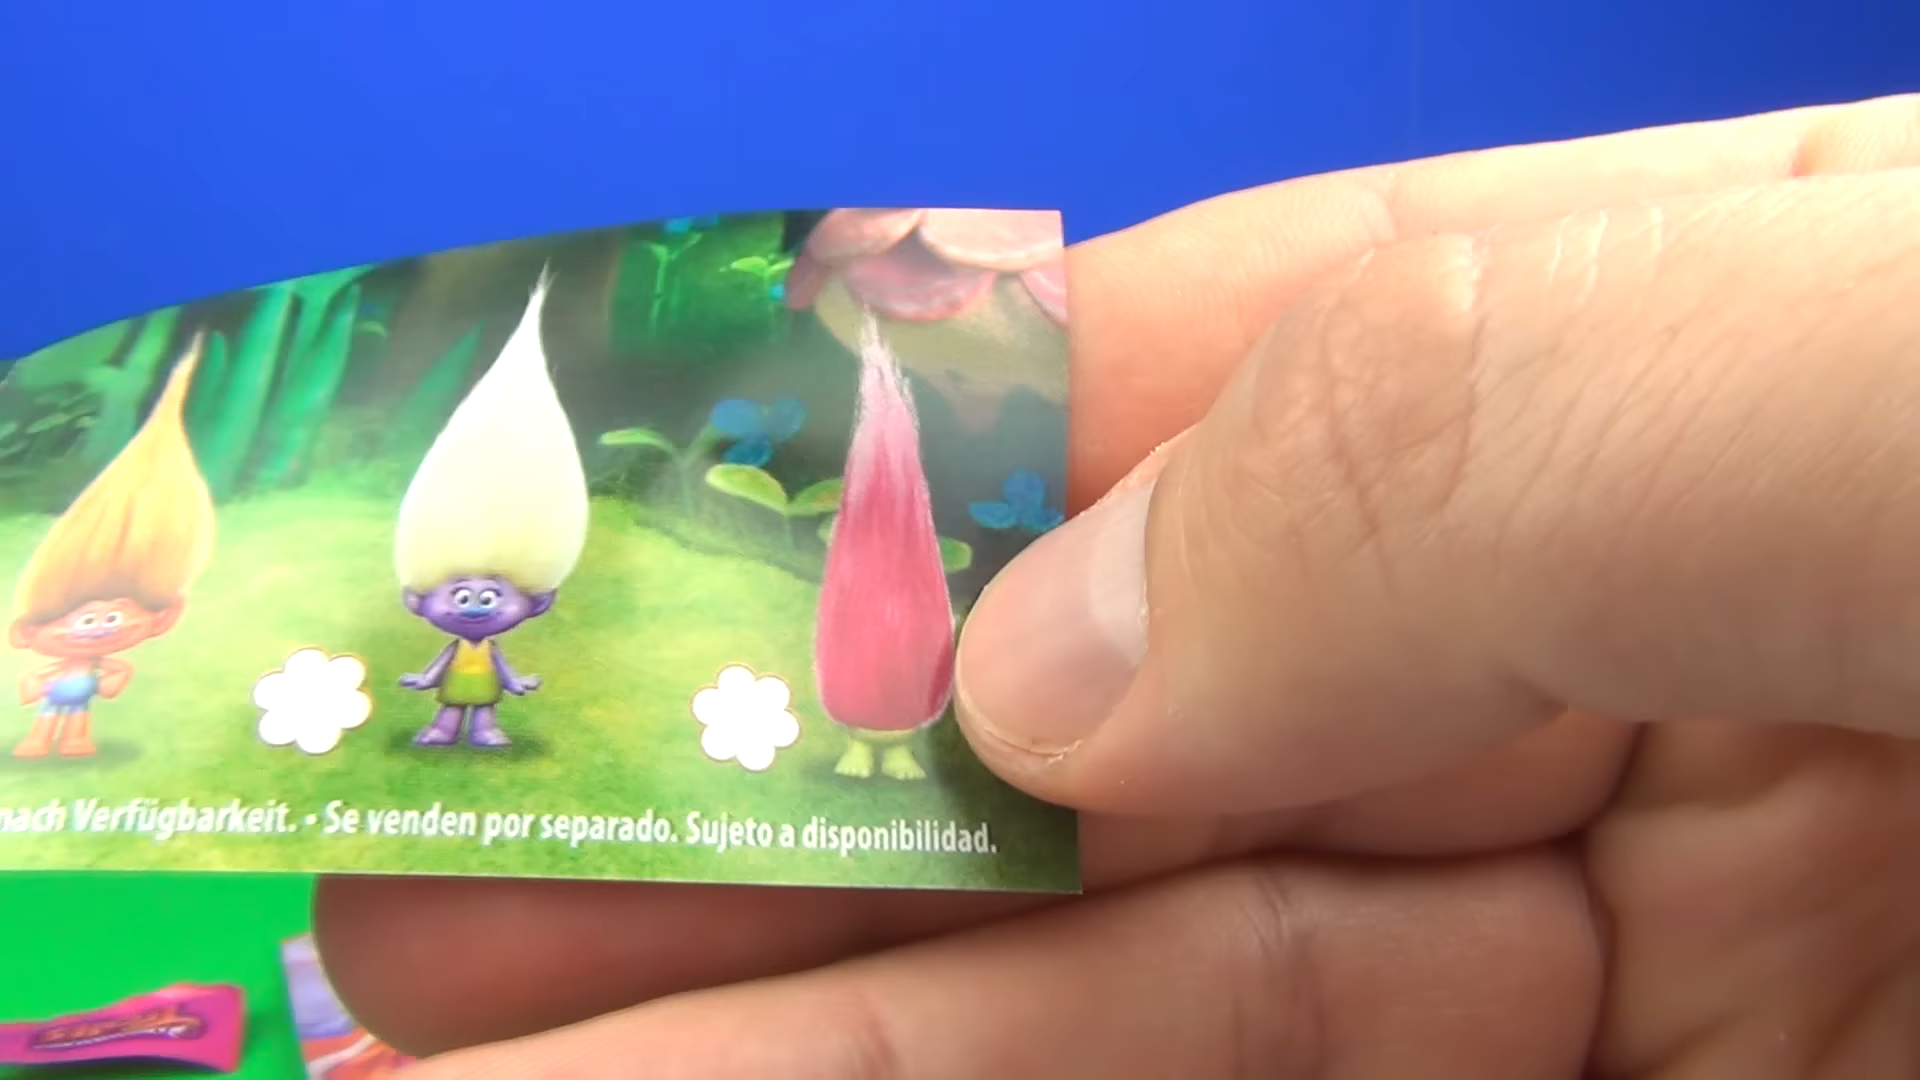 nach Verfügbarkeit. • Se venden por separado. Sujeto a disponibilidad.